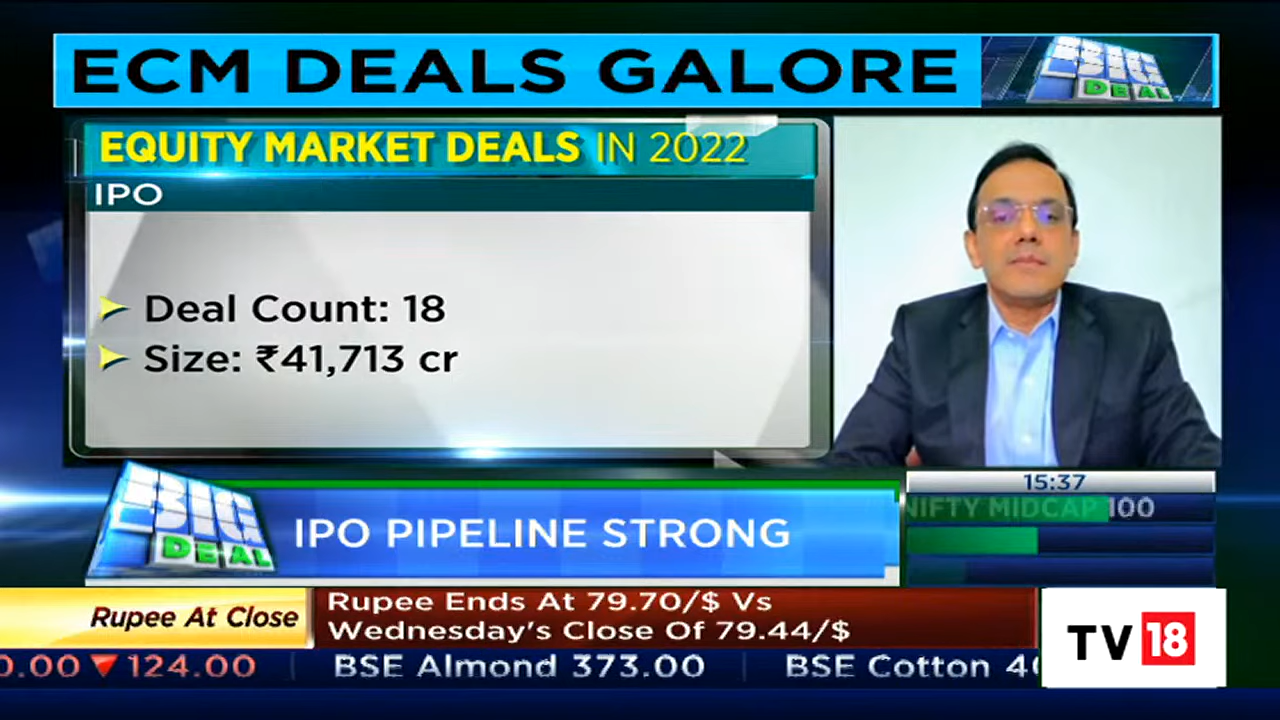 ECM DEALS GALORE
BIG
DEAL
EQUITY MARKET DEALS IN 2022
IPO
Deal Count: 18
Size: ₹41,713 cr
15:37
NIFTY MIDCAP 100
BIG
DEAL
IPO PIPELINE STRONG
Rupee At Close
Rupee Ends At 79.70/$ Vs
Wednesday's Close Of 79.44/$
0.00 ▼ 124.00 BSE Almond 373.00 BSE Cotton
TV18